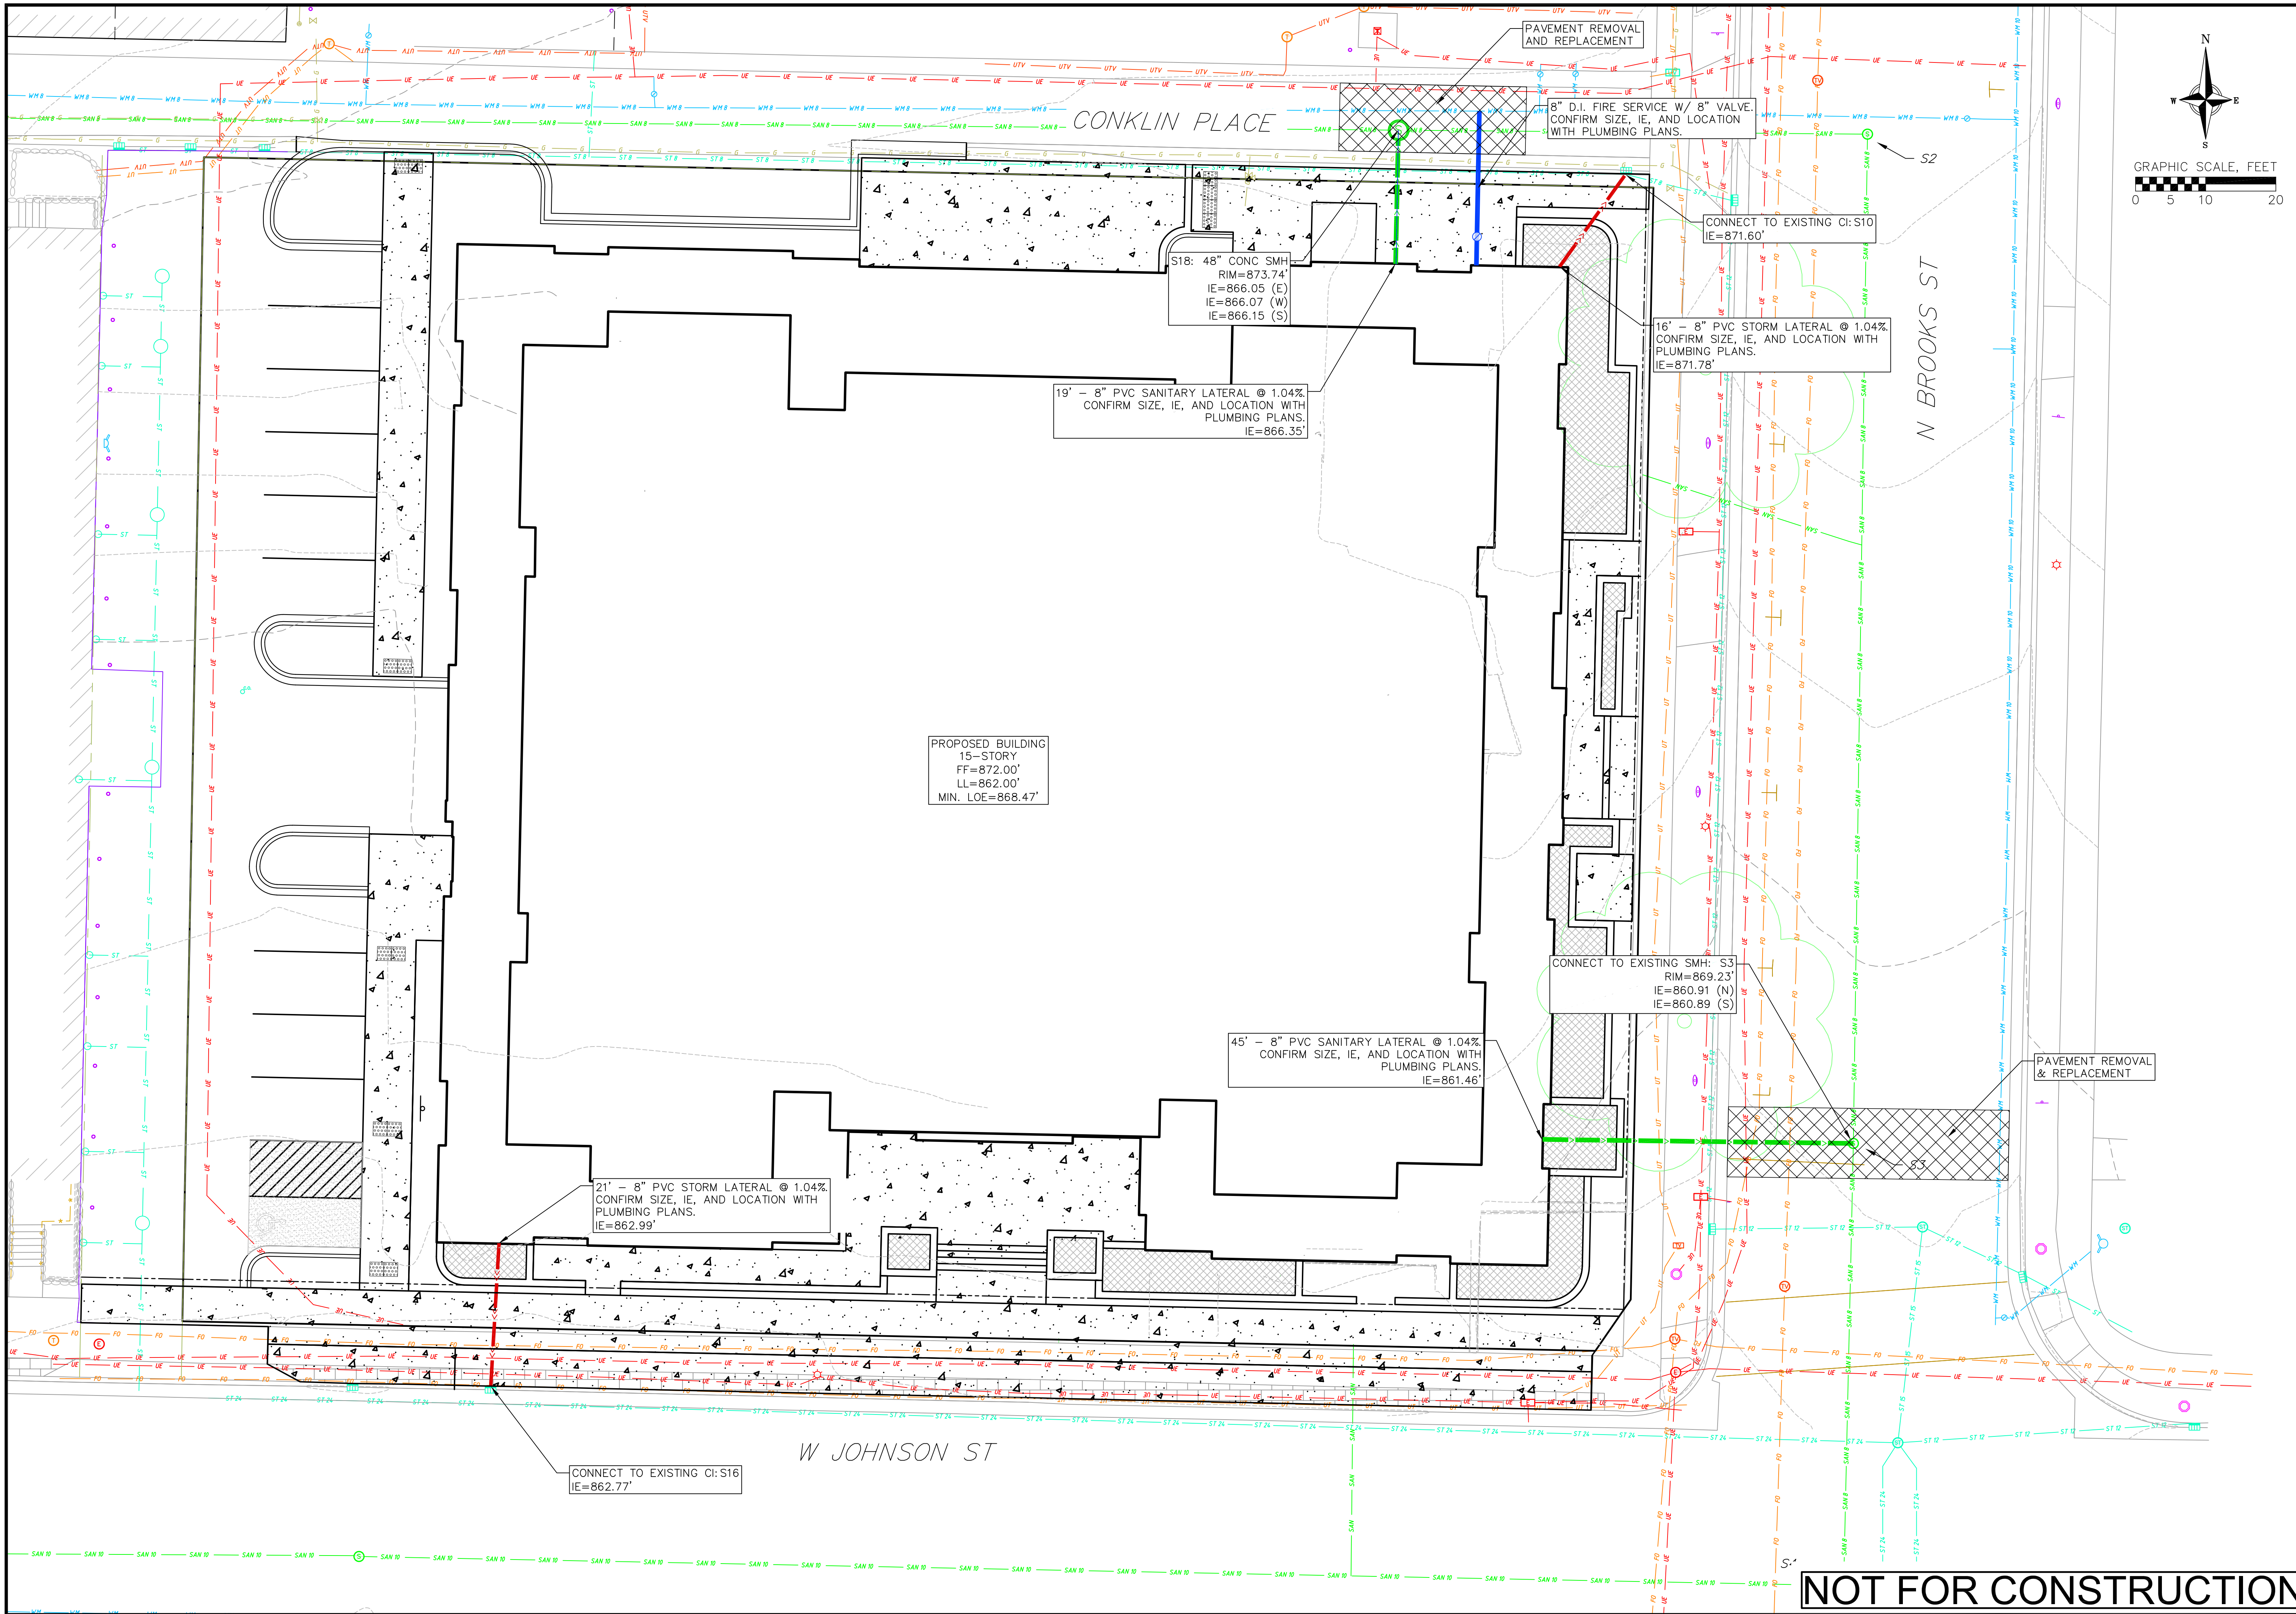 PAVEMENT REMOVAL
AND REPLACEMENT
N
W
E
S
GRAPHIC SCALE, FEET
0 5 10 20
CONKLIN PLACE
8" D.I. FIRE SERVICE W/ 8" VALVE.
CONFIRM SIZE, IE, AND LOCATION
WITH PLUMBING PLANS.
S2
CONNECT TO EXISTING CI: S10
IE=871.60'
N BROOKS ST
S18: 48" CONC SMH
RIM=873.74'
IE=866.05 (E)
IE=866.07 (W)
IE=866.15 (S)
16' - 8" PVC STORM LATERAL @ 1.04%.
CONFIRM SIZE, IE, AND LOCATION WITH
PLUMBING PLANS.
IE=871.78'
19' - 8" PVC SANITARY LATERAL @ 1.04%.
CONFIRM SIZE, IE, AND LOCATION WITH
PLUMBING PLANS.
IE=866.35'
PROPOSED BUILDING
15-STORY
FF=872.00'
LL=862.00'
MIN. LOE=868.47'
CONNECT TO EXISTING SMH: S3
RIM=869.23'
IE=860.91 (N)
IE=860.89 (S)
45' - 8" PVC SANITARY LATERAL @ 1.04%.
CONFIRM SIZE, IE, AND LOCATION WITH
PLUMBING PLANS.
IE=861.46'
PAVEMENT REMOVAL
& REPLACEMENT
S3
21' - 8" PVC STORM LATERAL @ 1.04%.
CONFIRM SIZE, IE, AND LOCATION WITH
PLUMBING PLANS.
IE=862.99'
W JOHNSON ST
CONNECT TO EXISTING CI: S16
IE=862.77'
NOT FOR CONSTRUCTION